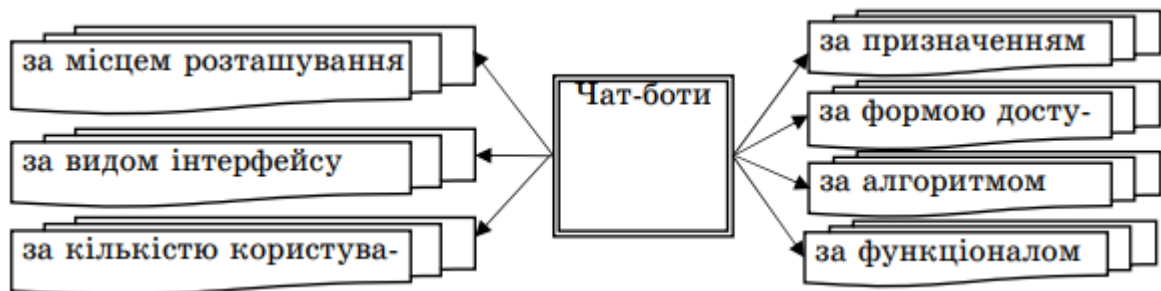 за місцем розташування
за видом інтерфейсу
за кількістю користува-
Чат-боти
за призначенням
за формою досту-
за алгоритмом
за функціоналом